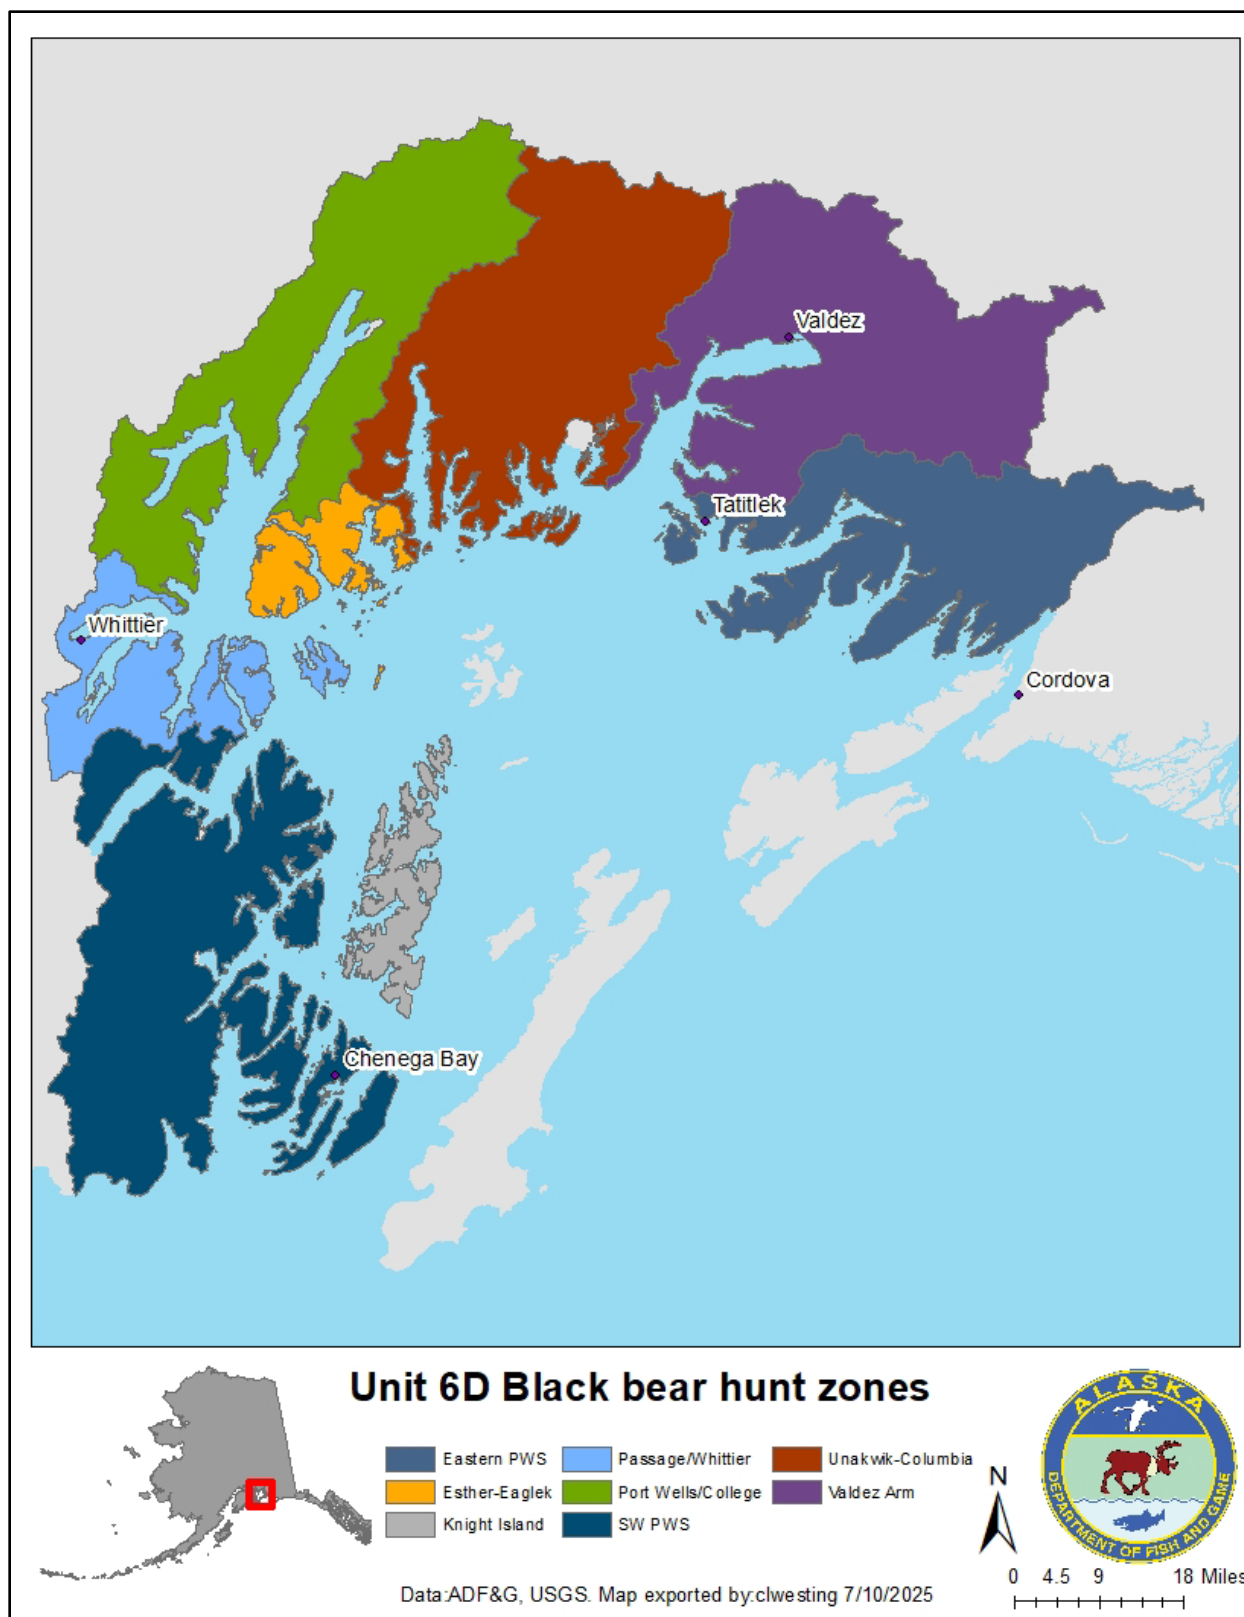 Valdez
Tatitlek
Whittier
Cordova
Chenega Bay
Unit 6D Black bear hunt zones
Eastern PWS
Passage/Whittier
Unakwik-Columbia
Esther-Eaglek
Port Wells/College
Valdez Arm
Knight Island
SW PWS
N
ALASKA
DEPARTMENT OF FISH AND GAME
0 4.5 9 18 Miles
Data:ADF&G, USGS. Map exported by:clwesting 7/10/2025